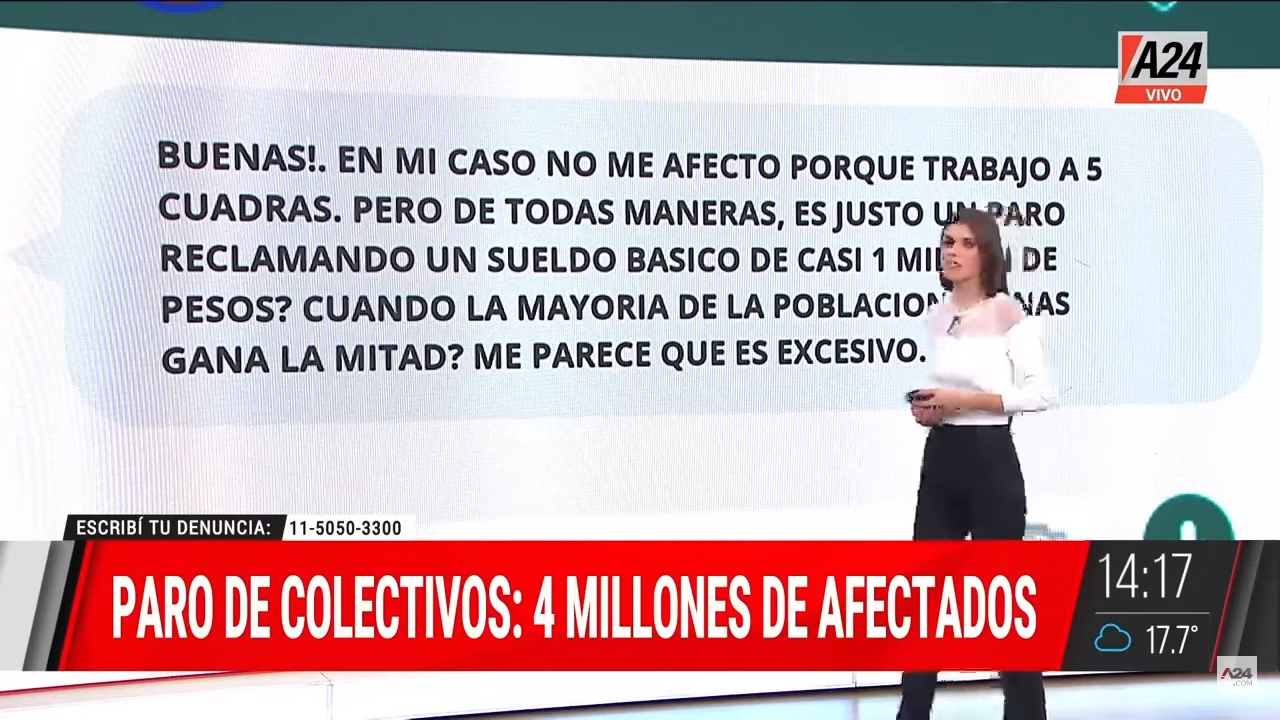 A24
VIVO
BUENAS!. EN MI CASO NO ME AFECTO PORQUE TRABAJO A 5
CUADRAS. PERO DE TODAS MANERAS, ES JUSTO UN PARO
RECLAMANDO UN SUELDO BASICO DE CASI 1 DE
PESOS? CUANDO LA MAYORIA DE LA POBLACION
GANA LA MITAD? ME PARECE QUE ES EXCESIVO.
ESCRIBÍ TU DENUNCIA: 11-5050-3300
PARO DE COLECTIVOS: 4 MILLONES DE AFECTADOS
14:17
17.7°
A24
.COM